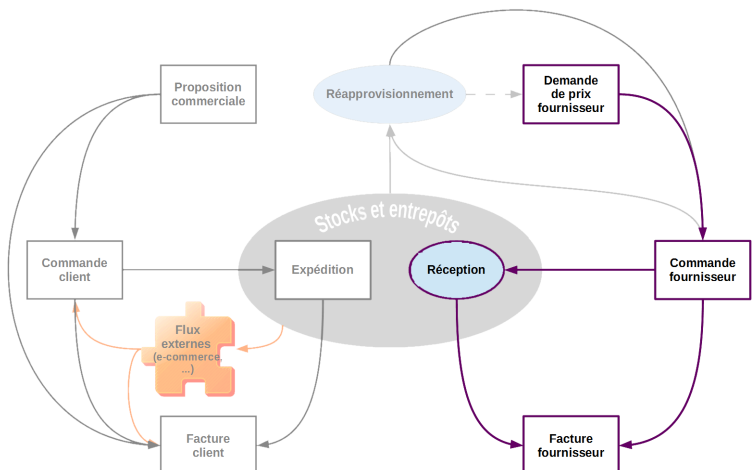 Proposition
commerciale
Réapprovisionnement
Demande
de prix
fournisseur
Stocks et entrepôts
Commande
client
Expédition
Réception
Commande
fournisseur
Flux
externes
(e-commerce,
...)
Facture
client
Facture
fournisseur